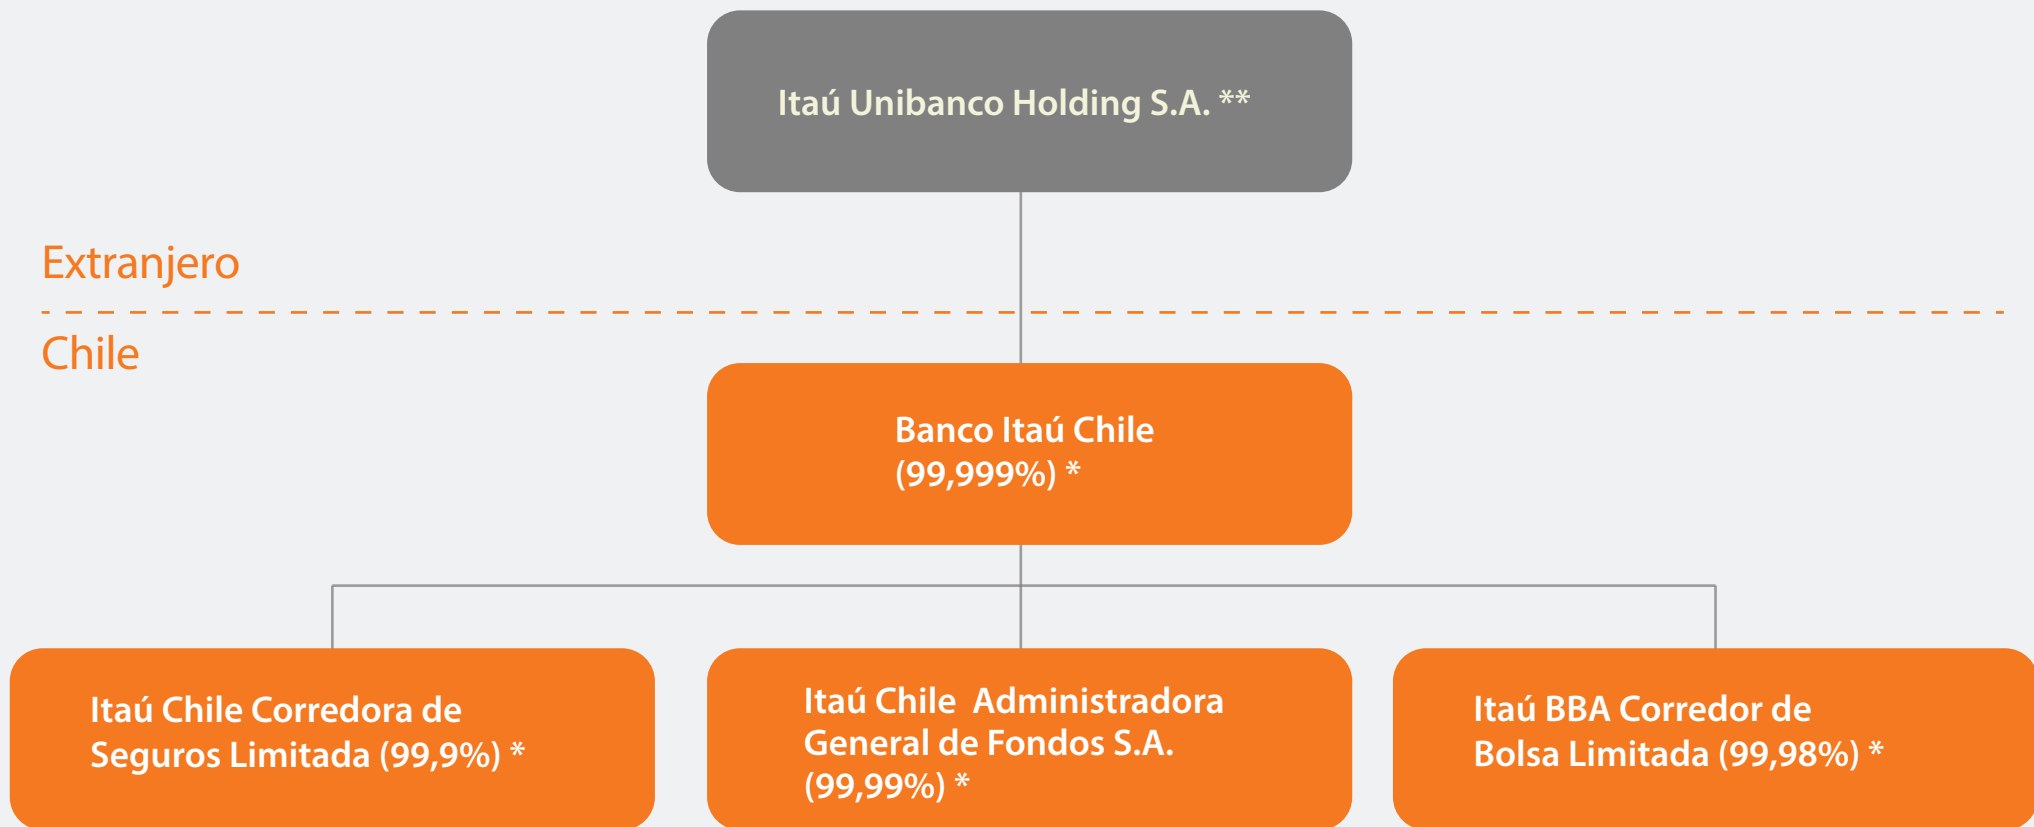 Itaú Unibanco Holding S.A. **
Extranjero
Chile
Banco Itaú Chile
(99,999%) *
Itaú Chile Corredora de
Seguros Limitada (99,9%) *
Itaú Chile  Administradora
General de Fondos S.A.
(99,99%) *
Itaú BBA Corredor de
Bolsa Limitada (99,98%) *